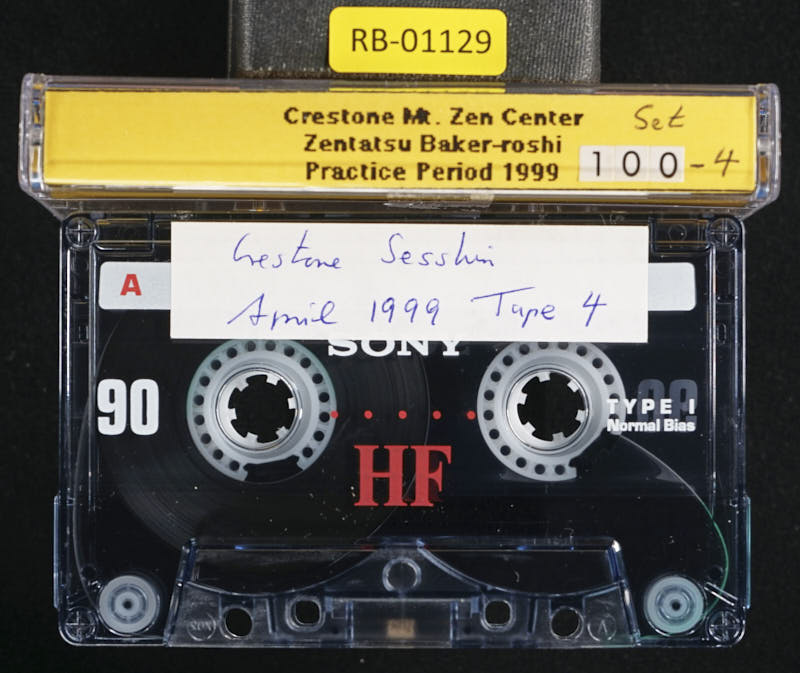 RB-01129
Crestone Mt. Zen Center
Zentatsu Baker-roshi
Practice Period 1999
Set
100-4
Crestone Sesshin
April 1999 Tape 4
A
SONY
90
TYPE I
Normal Bias
HF